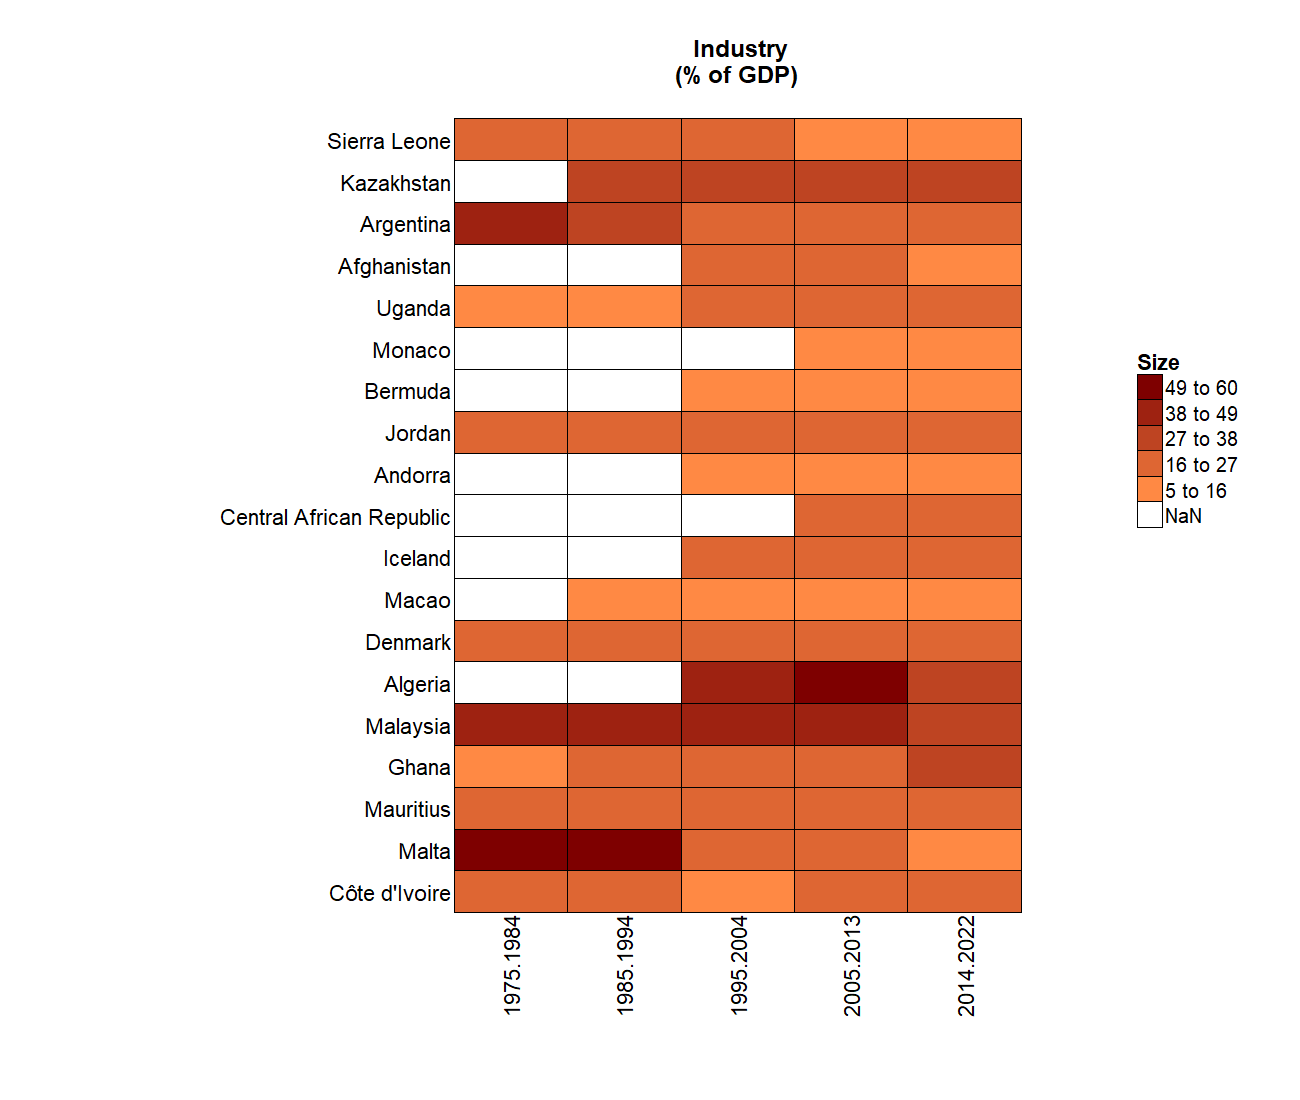 Industry
(% of GDP)
Sierra Leone
Kazakhstan
Argentina
Afghanistan
Uganda
Monaco
Bermuda
Jordan
Andorra
Central African Republic
Iceland
Macao
Denmark
Algeria
Malaysia
Ghana
Mauritius
Malta
Côte d'Ivoire
1975.1984
1985.1994
1995.2004
2005.2013
2014.2022
Size
49 to 60
38 to 49
27 to 38
16 to 27
5 to 16
NaN